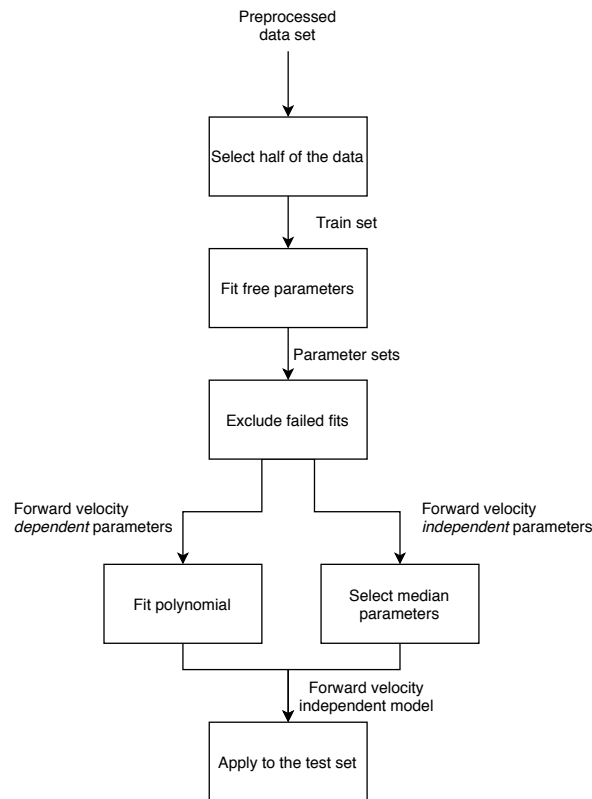 Preprocessed
data set
Select half of the data
Train set
Fit free parameters
Parameter sets
Exclude failed fits
Forward velocity
dependent parameters
Forward velocity
independent parameters
Fit polynomial
Select median
parameters
Forward velocity
independent model
Apply to the test set